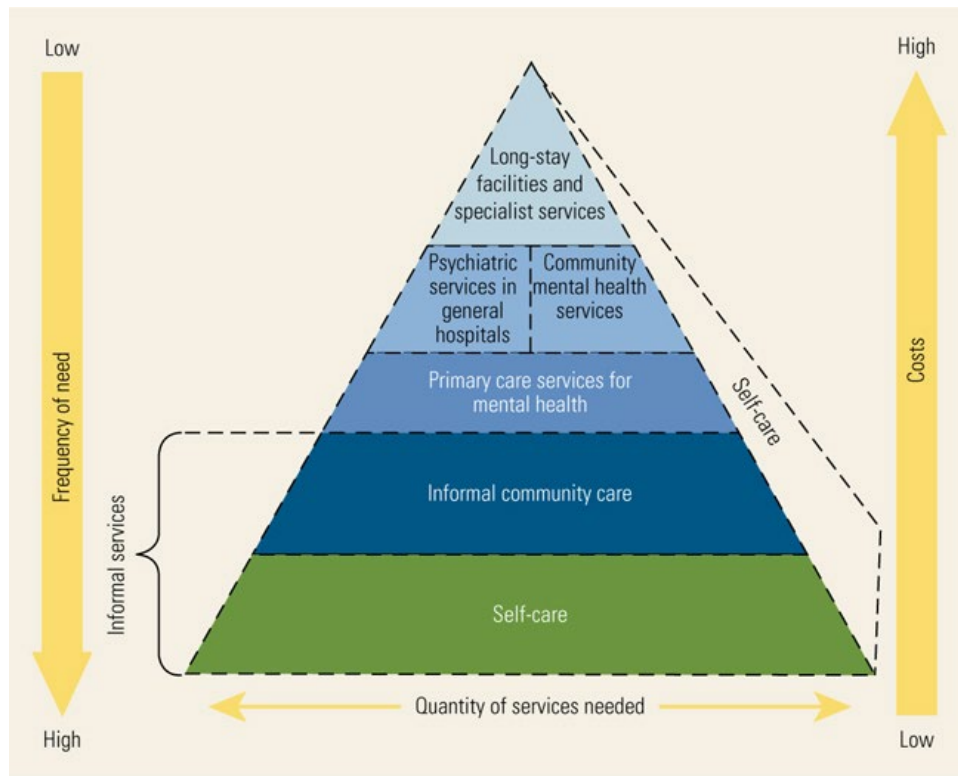 Low
High
Long-stay
facilities and
specialist services
Psychiatric
services in
general
hospitals
Community
mental health
services
Primary care services for
mental health
Self-care
Frequency of need
Costs
Informal services
Informal community care
Self-care
Quantity of services needed
High
Low